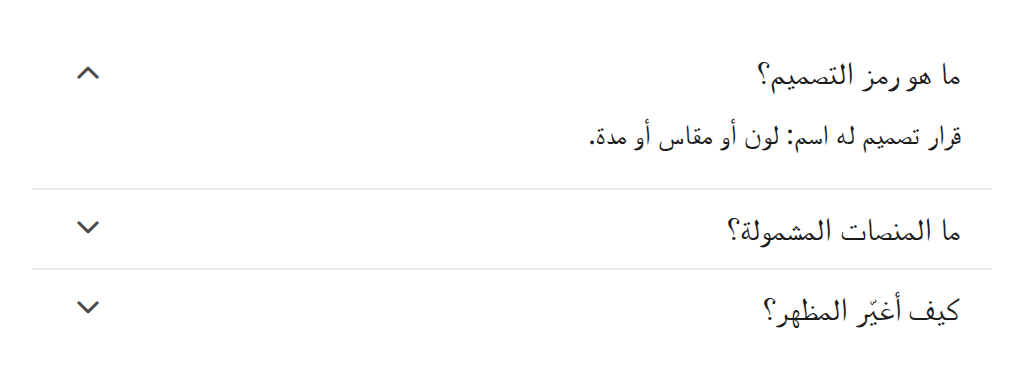 ما هو رمز التصميم؟
قرار تصميم له اسم: لون أو مقاس أو مدة.
ما المنصات المشمولة؟
كيف أغيّر المظهر؟